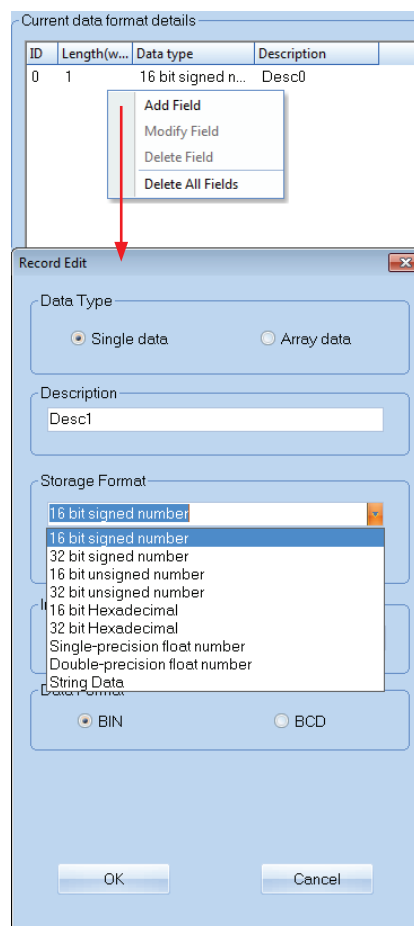 Current data format details
ID Length(w... Data type Description
0 1 16 bit signed n... Desc0
Add Field
Modify Field
Delete Field
Delete All Fields
Record Edit
Data Type
Single data Array data
Description
Desc1
Storage Format
16 bit signed number
16 bit signed number
32 bit signed number
16 bit unsigned number
32 bit unsigned number
16 bit Hexadecimal
32 bit Hexadecimal
Single-precision float number
Double-precision float number
String Data
Data Format
BIN BCD
OK Cancel